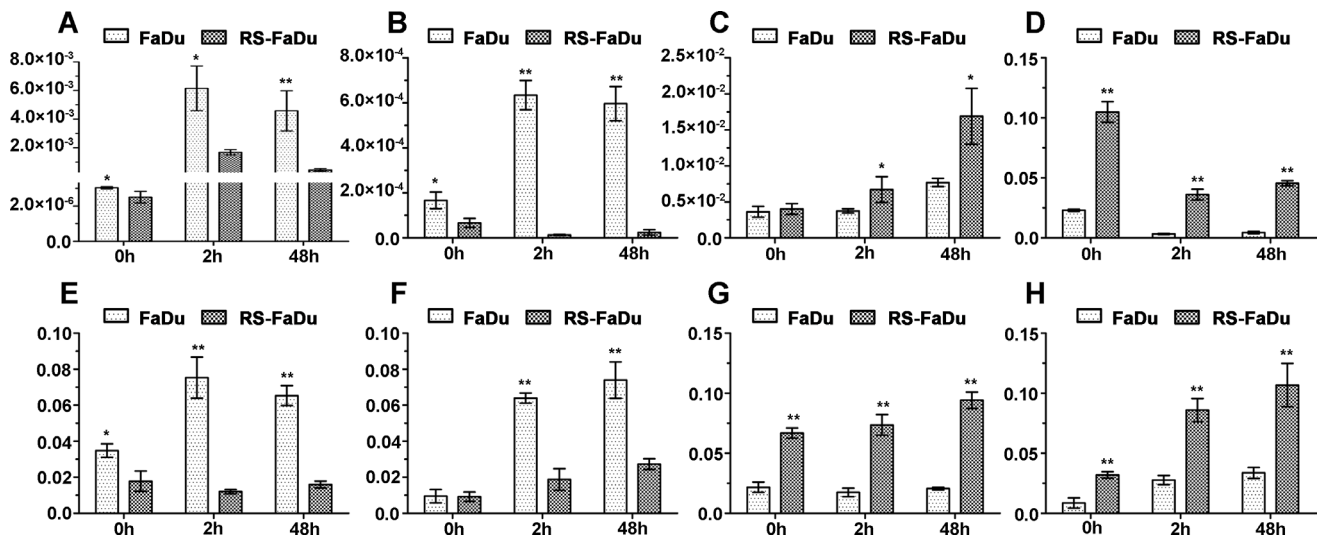 A
FaDu RS-FaDu
8.0×10⁻³
6.0×10⁻³
4.0×10⁻³
2.0×10⁻³
2.0×10⁻⁶
0.0
* * **
0h 2h 48h
B
FaDu RS-FaDu
8.0×10⁻⁴
6.0×10⁻⁴
4.0×10⁻⁴
2.0×10⁻⁴
0.0
* ** **
0h 2h 48h
C
FaDu RS-FaDu
2.5×10⁻²
2.0×10⁻²
1.5×10⁻²
1.0×10⁻²
5.0×10⁻²
0.0
* *
0h 2h 48h
D
FaDu RS-FaDu
0.15
0.10
0.05
0.0
** ** **
0h 2h 48h
E
FaDu RS-FaDu
0.10
0.08
0.06
0.04
0.02
0.0
* ** **
0h 2h 48h
F
FaDu RS-FaDu
0.10
0.08
0.06
0.04
0.02
0.0
** **
0h 2h 48h
G
FaDu RS-FaDu
0.15
0.10
0.05
0.0
** ** **
0h 2h 48h
H
FaDu RS-FaDu
0.15
0.10
0.05
0.0
** ** **
0h 2h 48h